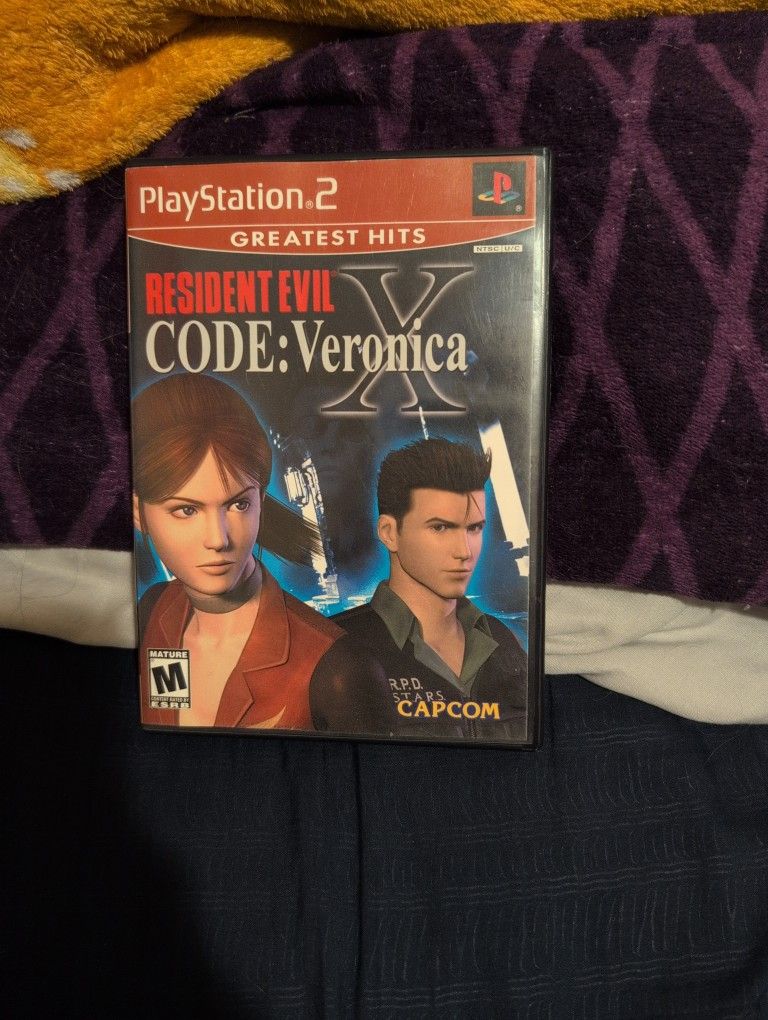 PlayStation®2
GREATEST HITS
NTSC U/C
RESIDENT EVIL®
X
CODE: Veronica
MATURE
M
CONTENT RATED BY
ESRB
R.P.D.
S.T.A.R.S.
CAPCOM